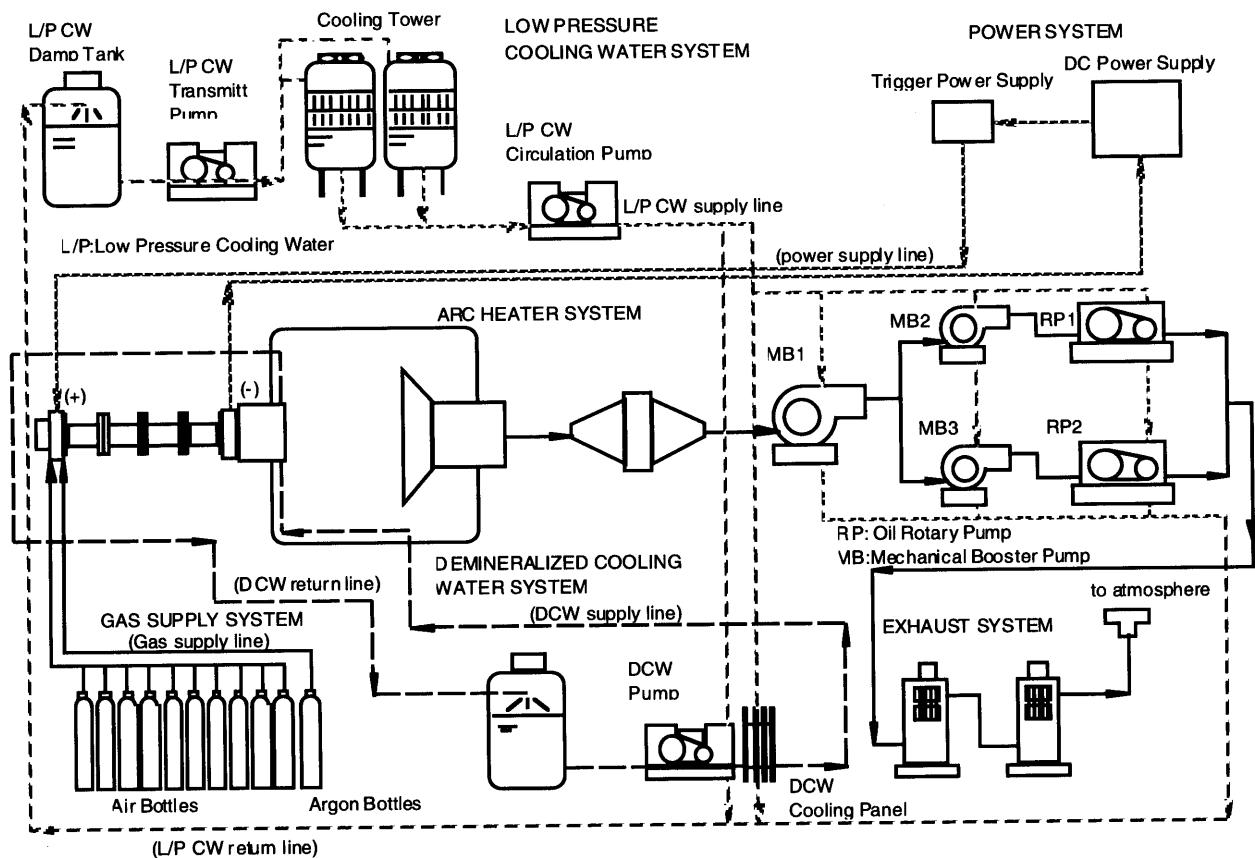 L/P CW
Damp Tank
Cooling Tower
LOW PRESSURE
COOLING WATER SYSTEM
POWER SYSTEM
L/P CW
Transmitt
Pump
Trigger Power Supply
DC Power Supply
L/P CW
Circulation Pump
L/P CW supply line
L/P:Low Pressure Cooling Water
(power supply line)
ARC HEATER SYSTEM
MB2
RP1
MB1
(+)
(-)
MB3
RP2
RP: Oil Rotary Pump
MB:Mechanical Booster Pump
DEMINERALIZED COOLING
WATER SYSTEM
(DCW return line)
(DCW supply line)
to atmosphere
GAS SUPPLY SYSTEM
(Gas supply line)
EXHAUST SYSTEM
DCW
Pump
Air Bottles
Argon Bottles
DCW
Cooling Panel
(L/P CW return line)